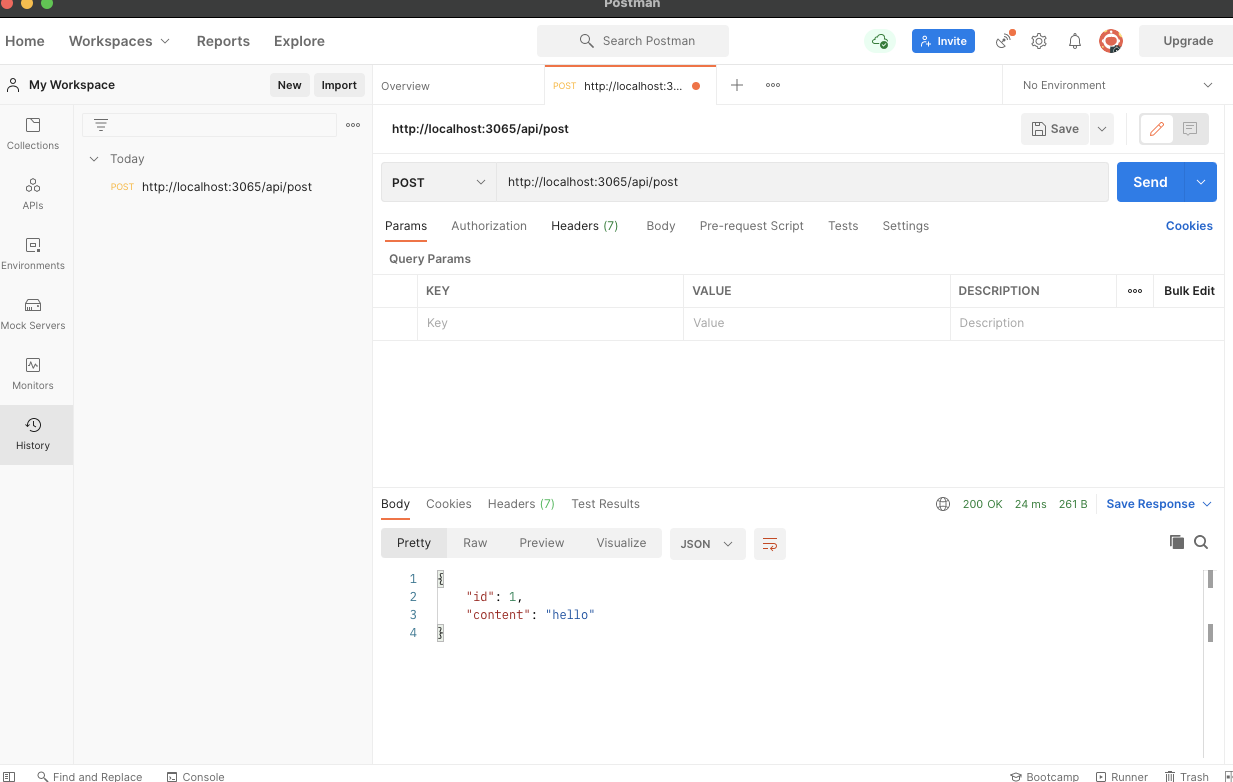 Postman
Home Workspaces Reports Explore Search Postman Invite Upgrade
My Workspace New Import Overview POST http://localhost:3... No Environment
http://localhost:3065/api/post Save
Collections
Today
POST http://localhost:3065/api/post
POST http://localhost:3065/api/post Send
APIs
Params Authorization Headers (7) Body Pre-request Script Tests Settings Cookies
Query Params
Environments
KEY VALUE DESCRIPTION Bulk Edit
Key Value Description
Mock Servers
Monitors
History
Body Cookies Headers (7) Test Results 200 OK 24 ms 261 B Save Response
Pretty Raw Preview Visualize JSON
1 {
2 "id": 1,
3 "content": "hello"
4 }
Find and Replace Console Bootcamp Runner Trash